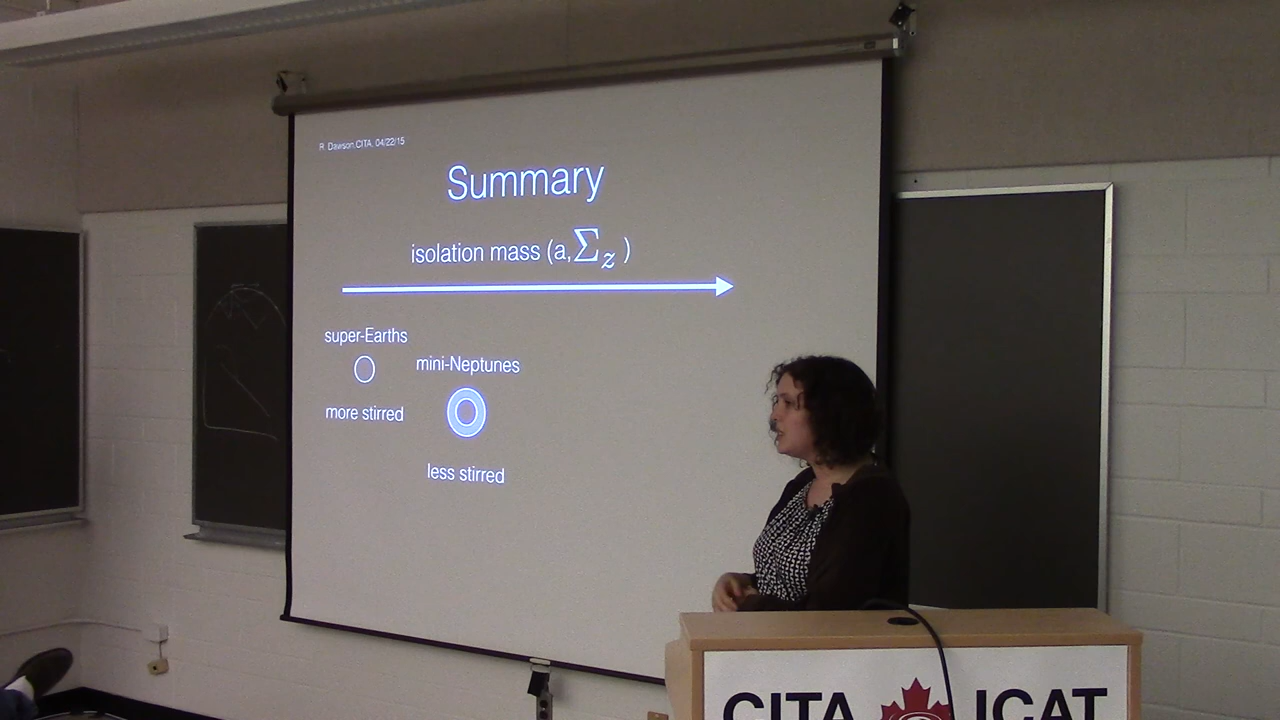 R. Dawson,CITA, 04/22/15
Summary
isolation mass (a,Σz )
super-Earths
mini-Neptunes
more stirred
less stirred
CITA ICAT